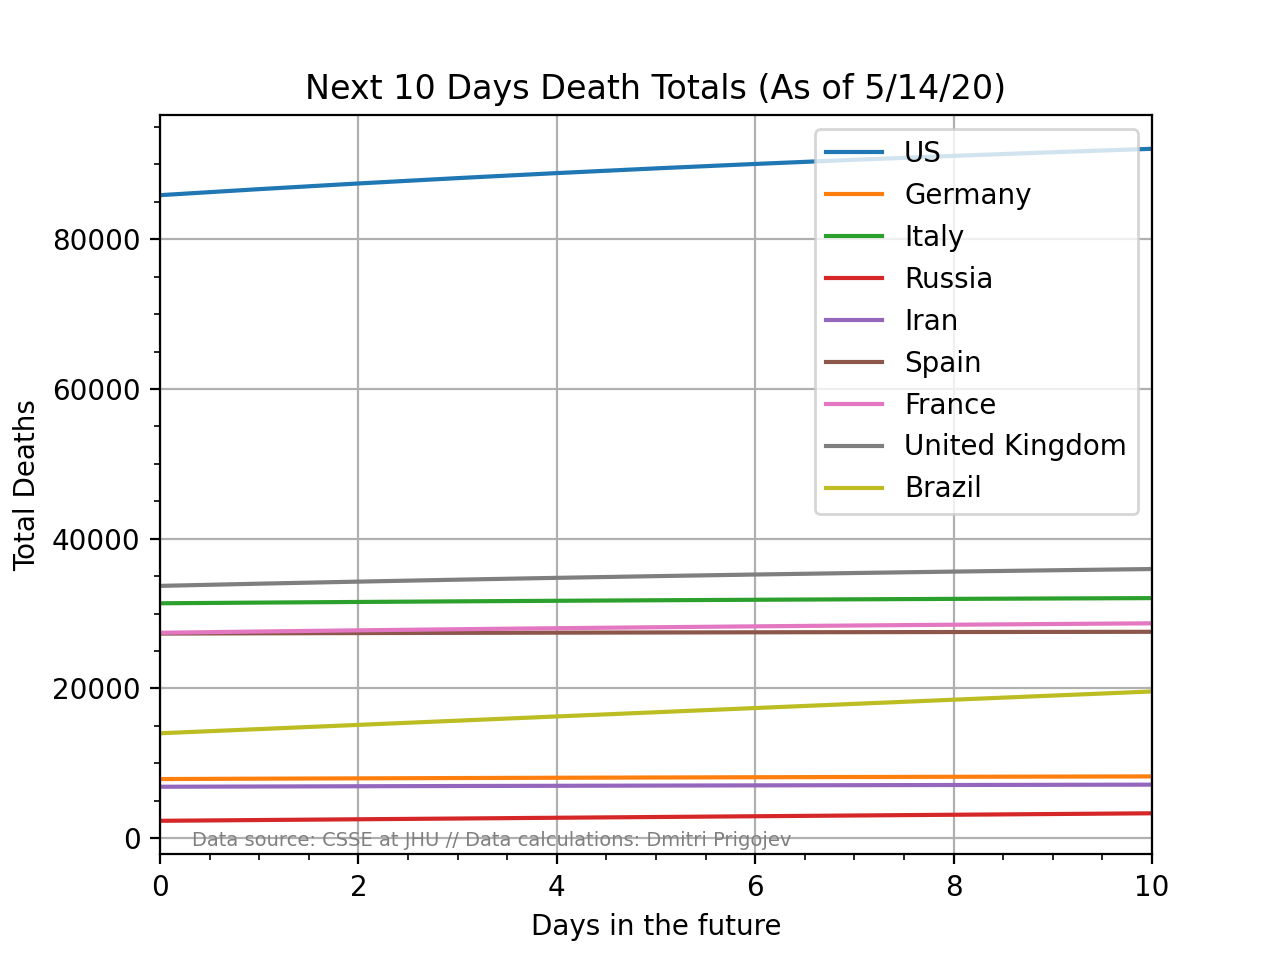 Next 10 Days Death Totals (As of 5/14/20)
US
Germany
Italy
Russia
Iran
Spain
France
United Kingdom
Brazil
Total Deaths
80000
60000
40000
20000
0
Data source: CSSE at JHU // Data calculations: Dmitri Prigojev
0 2 4 6 8 10
Days in the future